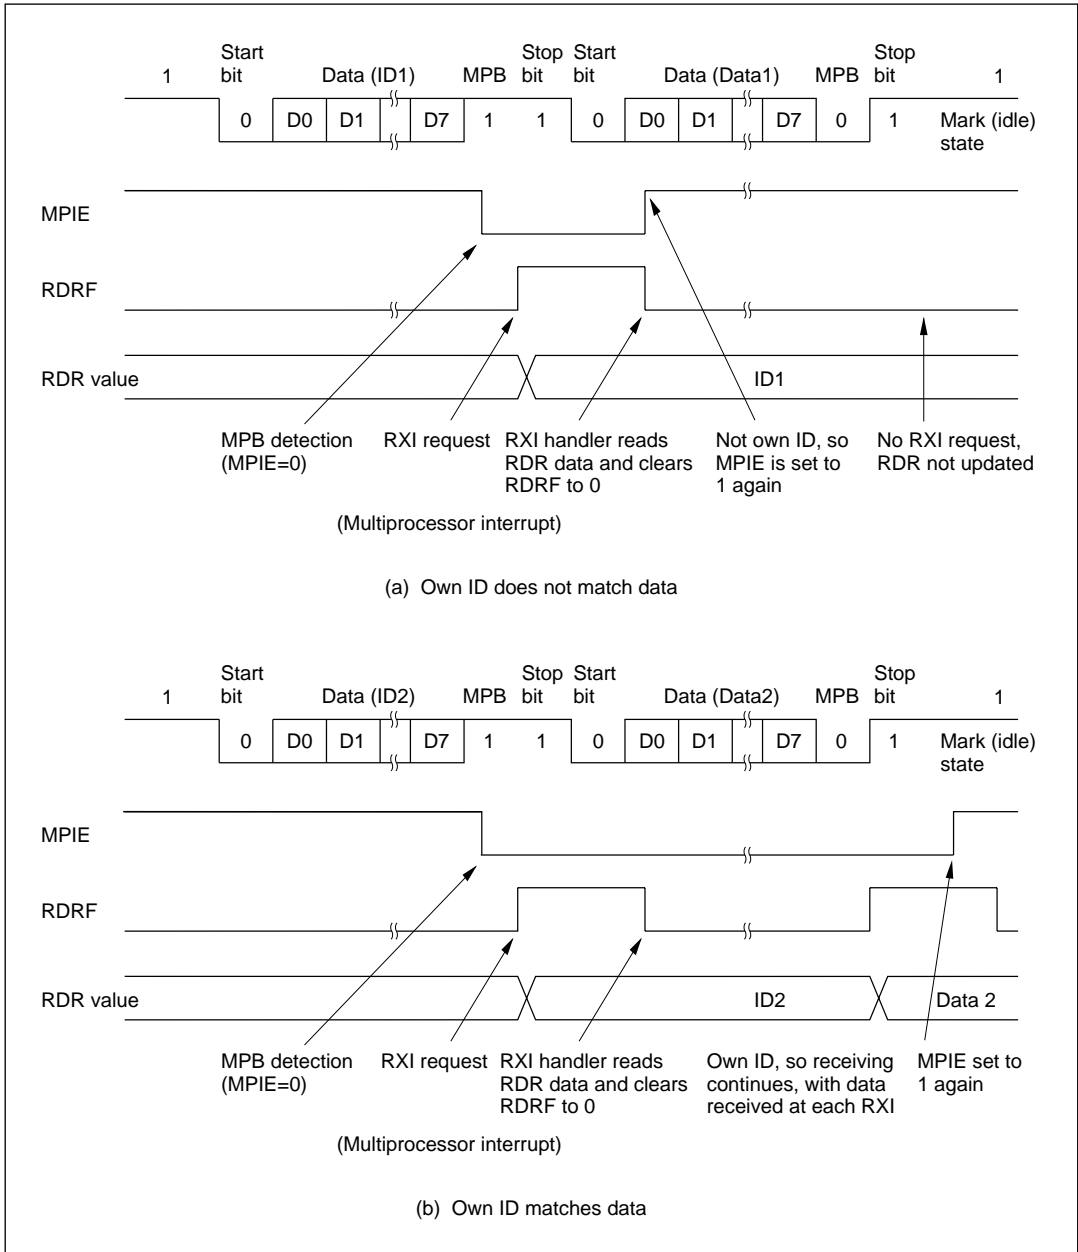 Start Stop Start Stop
1 bit Data (ID1) MPB bit bit Data (Data1) MPB bit 1
0 D0 D1 D7 1 1 0 D0 D1 D7 0 1 Mark (idle)
state
MPIE
RDRF
RDR value ID1
MPB detection RXI request RXI handler reads Not own ID, so No RXI request,
(MPIE=0) RDR data and clears MPIE is set to RDR not updated
RDRF to 0 1 again
(Multiprocessor interrupt)
(a) Own ID does not match data
Start Stop Start Stop
1 bit Data (ID2) MPB bit bit Data (Data2) MPB bit 1
0 D0 D1 D7 1 1 0 D0 D1 D7 0 1 Mark (idle)
state
MPIE
RDRF
RDR value ID2 Data 2
MPB detection RXI request RXI handler reads Own ID, so receiving MPIE set to
(MPIE=0) RDR data and clears continues, with data 1 again
RDRF to 0 received at each RXI
(Multiprocessor interrupt)
(b) Own ID matches data